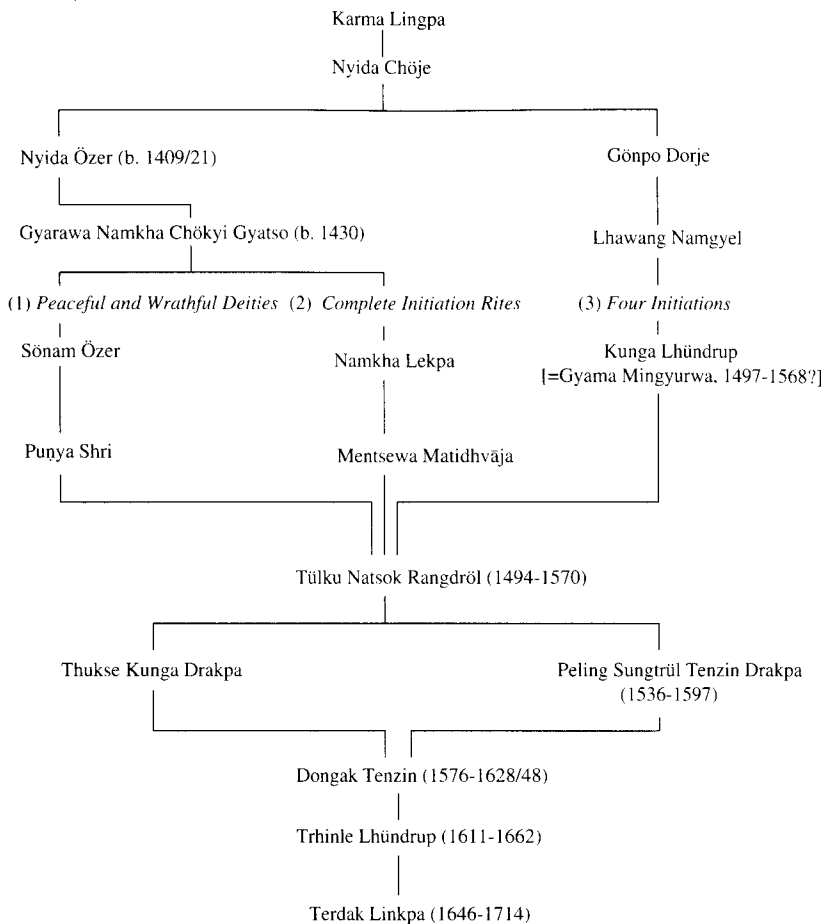 Karma Lingpa
Nyida Chöje
Nyida Özer (b. 1409/21)
Gönpo Dorje
Gyarawa Namkha Chökyi Gyatso (b. 1430)
Lhawang Namgyel
(1) Peaceful and Wrathful Deities (2) Complete Initiation Rites (3) Four Initiations
Sönam Özer
Namkha Lekpa
Kunga Lhündrup
[=Gyama Mingyurwa, 1497-1568?]
Puṇya Shri
Mentsewa Matidhvāja
Tülku Natsok Rangdröl (1494-1570)
Thukse Kunga Drakpa
Peling Sungtrül Tenzin Drakpa
(1536-1597)
Dongak Tenzin (1576-1628/48)
Trhinle Lhündrup (1611-1662)
Terdak Linkpa (1646-1714)